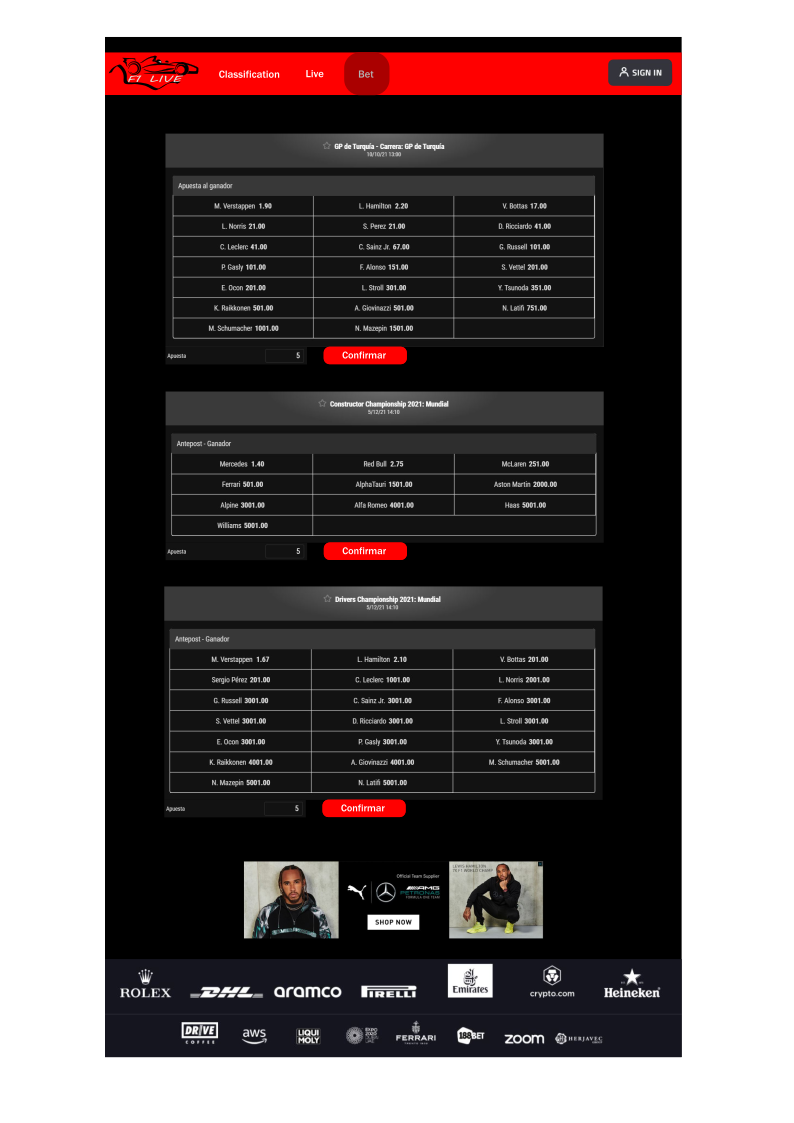 F1 LIVE
Classification Live Bet SIGN IN
GP de Turquía - Carrera: GP de Turquía
10/10/21 13:00
Apuesta al ganador
M. Verstappen 1.90 L. Hamilton 2.20 V. Bottas 17.00
L. Norris 21.00 S. Perez 21.00 D. Ricciardo 41.00
C. Leclerc 41.00 C. Sainz Jr. 67.00 G. Russell 101.00
P. Gasly 101.00 F. Alonso 151.00 S. Vettel 201.00
E. Ocon 201.00 L. Stroll 301.00 Y. Tsunoda 351.00
K. Raikkonen 501.00 A. Giovinazzi 501.00 N. Latifi 751.00
M. Schumacher 1001.00 N. Mazepin 1501.00
Apuesta 5 Confirmar
Constructor Championship 2021: Mundial
5/12/21 14:10
Antepost - Ganador
Mercedes 1.40 Red Bull 2.75 McLaren 251.00
Ferrari 501.00 AlphaTauri 1501.00 Aston Martin 2000.00
Alpine 3001.00 Alfa Romeo 4001.00 Haas 5001.00
Williams 5001.00
Apuesta 5 Confirmar
Drivers Championship 2021: Mundial
5/12/21 14:10
Antepost - Ganador
M. Verstappen 1.67 L. Hamilton 2.10 V. Bottas 201.00
Sergio Pérez 201.00 C. Leclerc 1001.00 L. Norris 2001.00
G. Russell 3001.00 C. Sainz Jr. 3001.00 F. Alonso 3001.00
S. Vettel 3001.00 D. Ricciardo 3001.00 L. Stroll 3001.00
E. Ocon 3001.00 P. Gasly 3001.00 Y. Tsunoda 3001.00
K. Raikkonen 4001.00 A. Giovinazzi 4001.00 M. Schumacher 5001.00
N. Mazepin 5001.00 N. Latifi 5001.00
Apuesta 5 Confirmar
Official Team Supplier
AMG
PETRONAS
FORMULA ONE TEAM
SHOP NOW
LEWIS HAMILTON
ROLEX DHL aramco PIRELLI Emirates crypto.com Heineken
DRIVE COFFEE aws LIQUI MOLY EXPO 2020 FERRARI 188BET ZOOM HERJAVEC